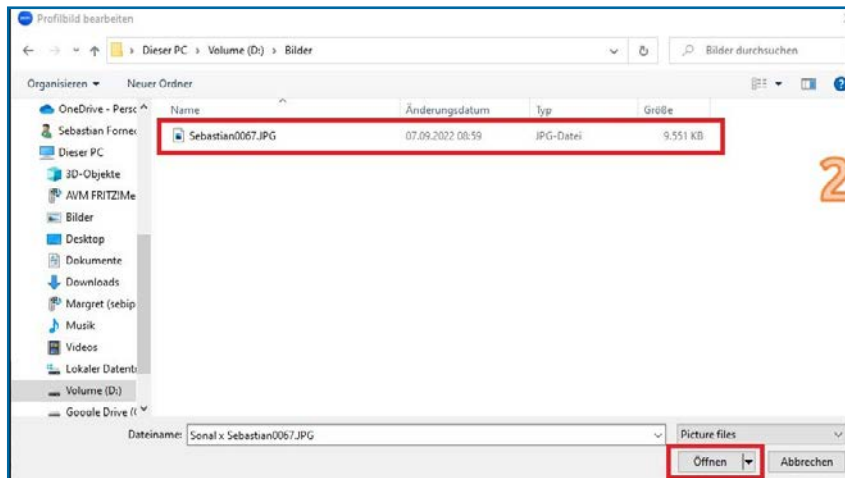 Profilbild bearbeiten
Dieser PC > Volume (D:) > Bilder
Bilder durchsuchen
Organisieren
Neuer Ordner
Name Änderungsdatum Typ Größe
Sebastian0067.JPG 07.09.2022 08:59 JPG-Datei 9.551 KB
2
OneDrive - Persc
Sebastian Fornec
Dieser PC
3D-Objekte
AVM FRITZ!Me
Bilder
Desktop
Dokumente
Downloads
Margret (sebip
Musik
Videos
Lokaler Datentr
Volume (D:)
Google Drive ((
Dateiname: Sonal x Sebastian0067.JPG Picture files
Öffnen Abbrechen